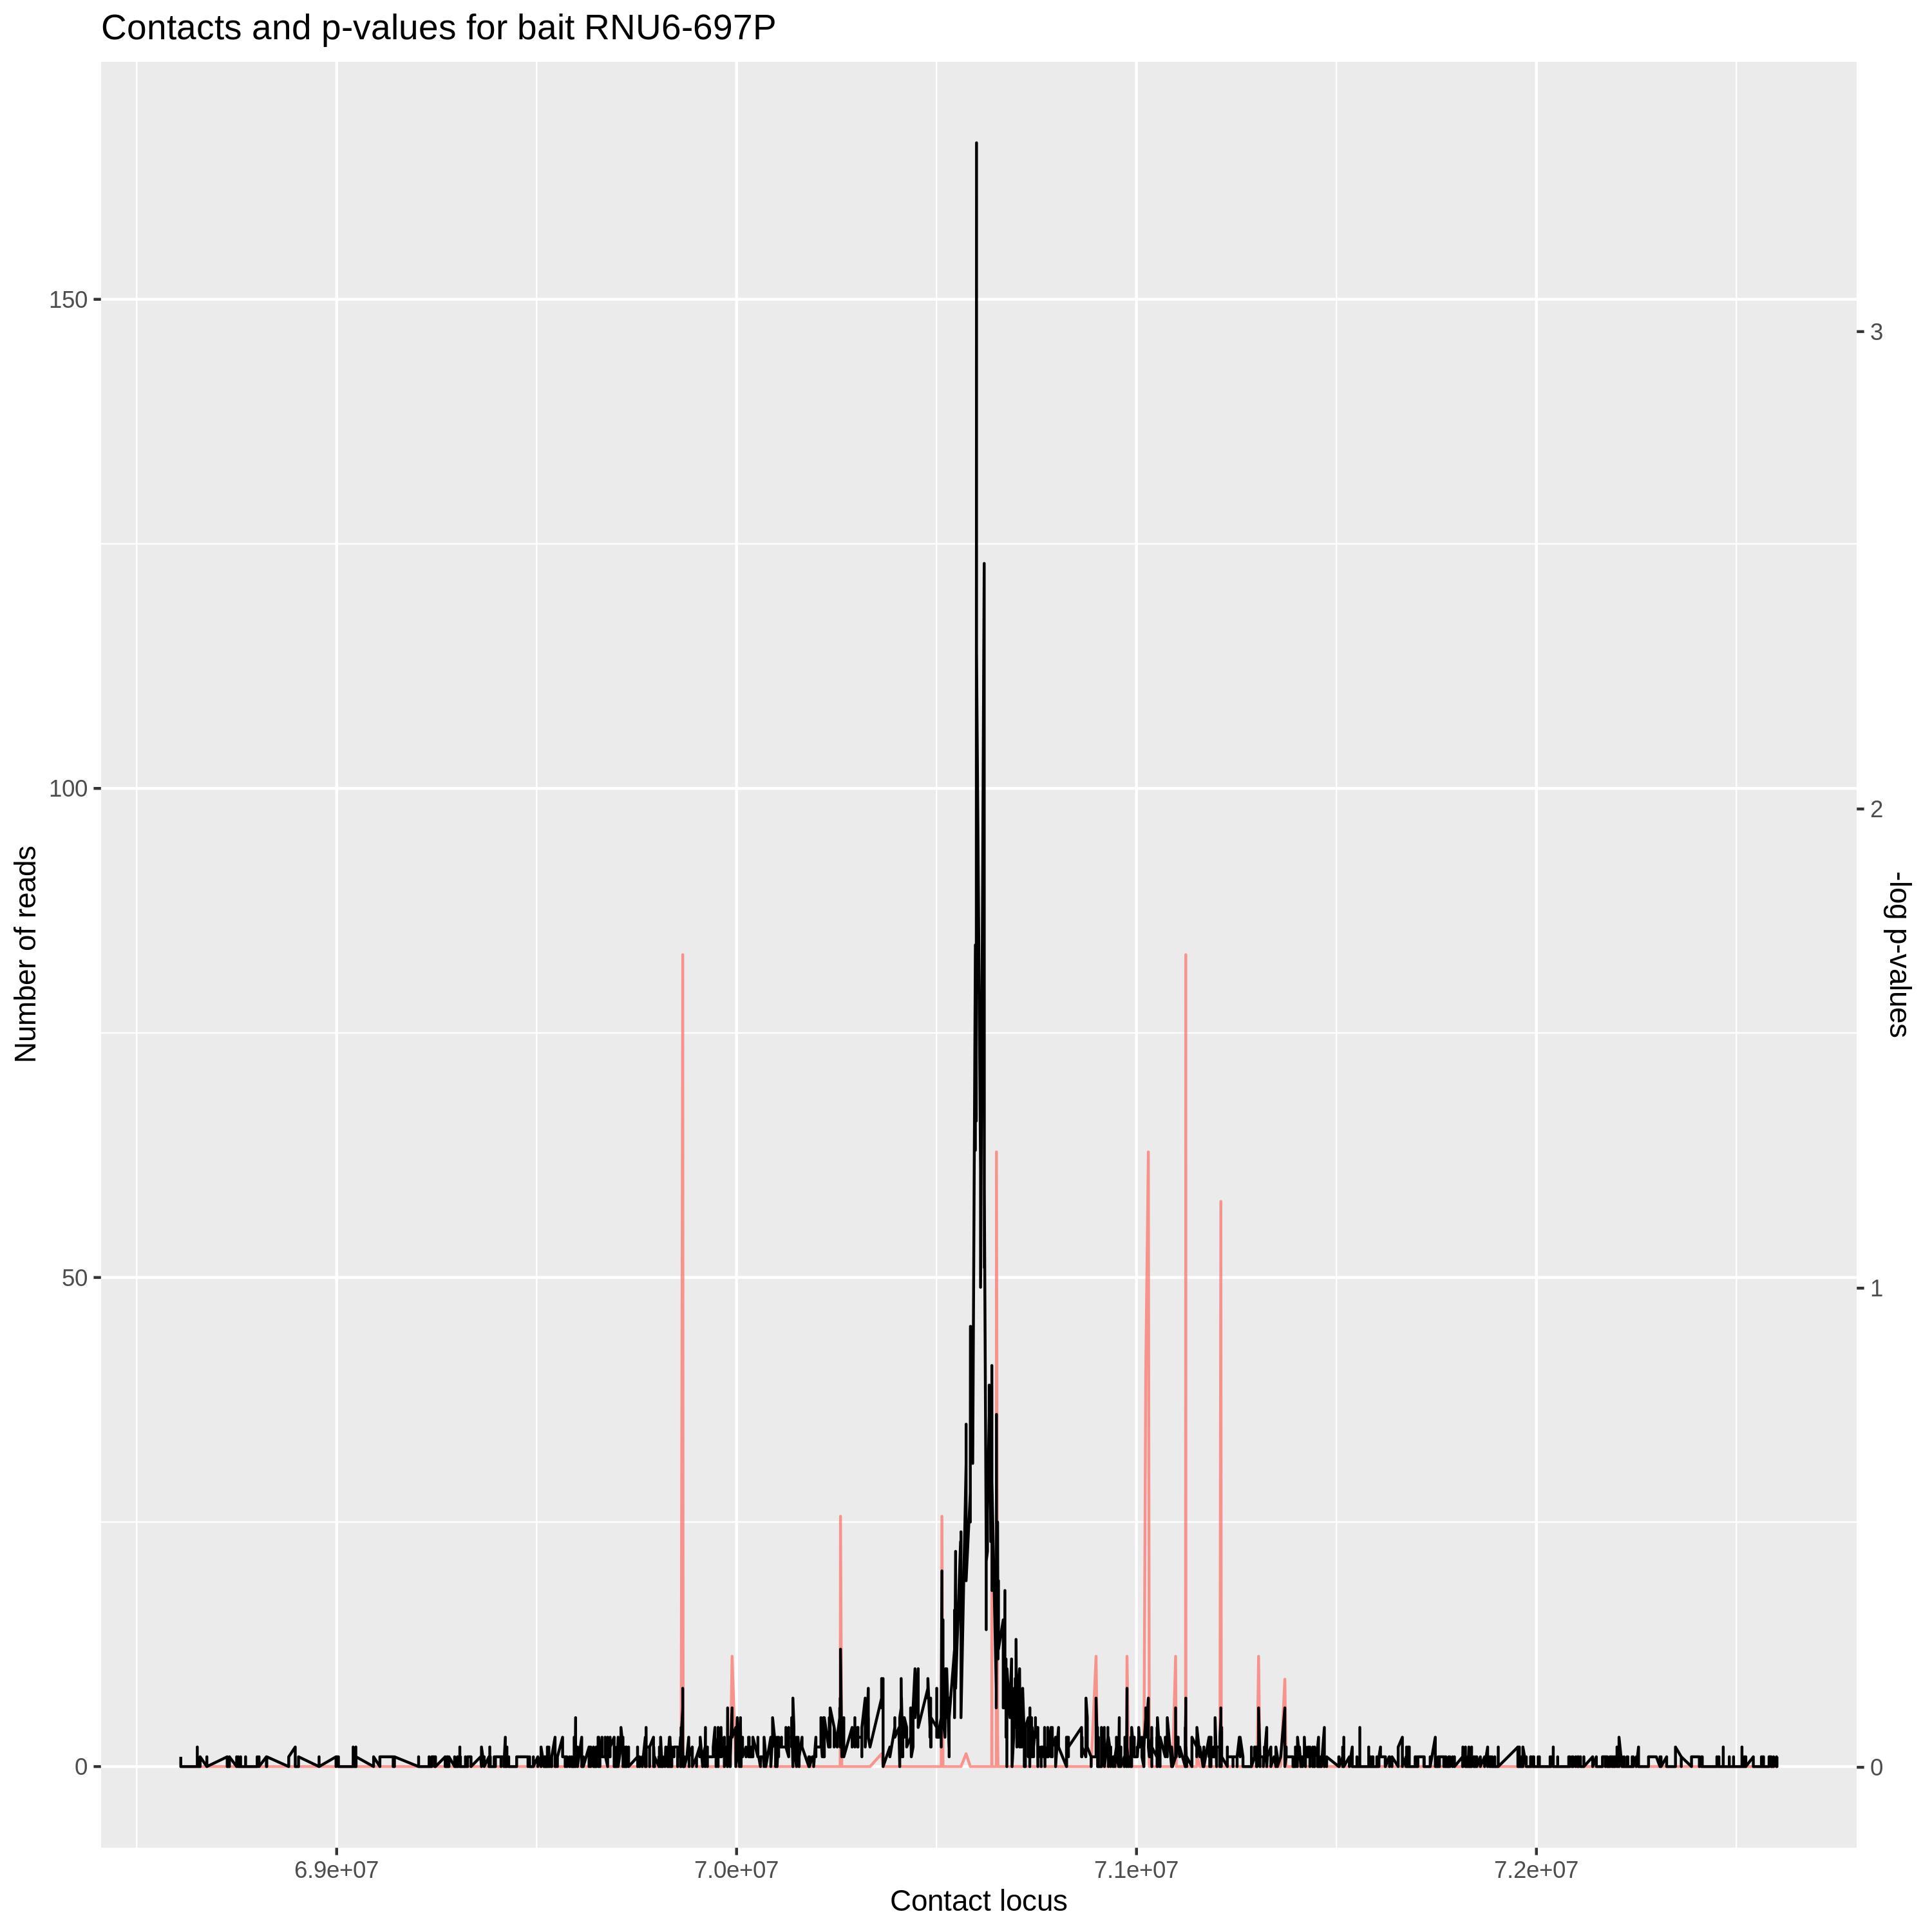 Contacts and p-values for bait RNU6-697P
150
100
50
0
3
2
1
0
Number of reads
-log p-values
6.9e+07
7.0e+07
7.1e+07
7.2e+07
Contact locus